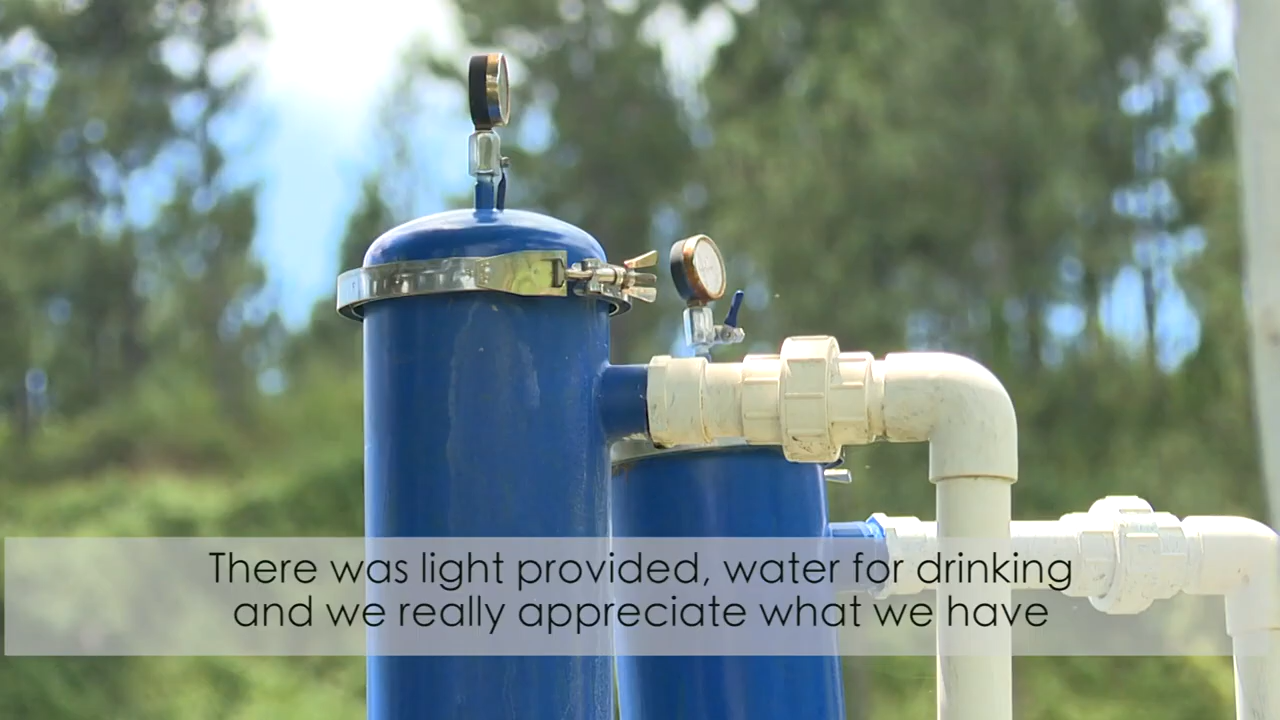 There was light provided, water for drinking
and we really appreciate what we have